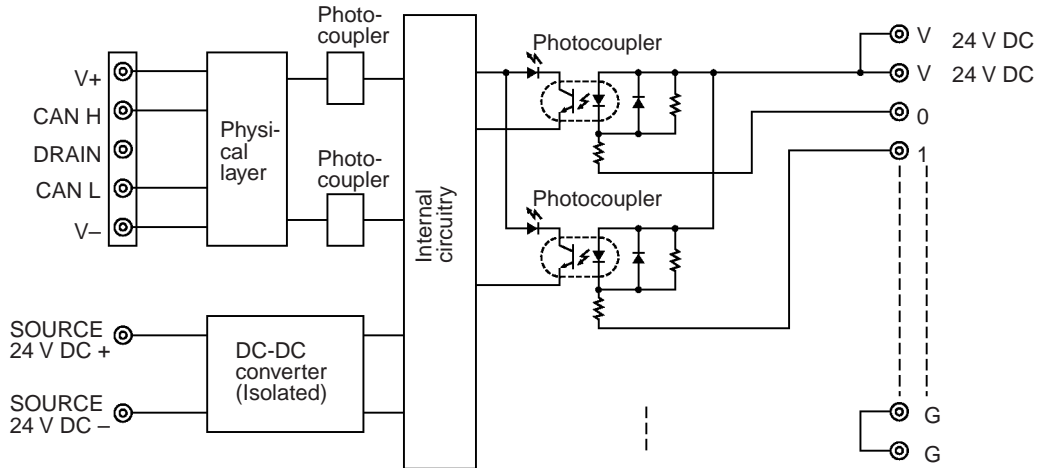 Photo-
coupler
V+
CAN H
DRAIN
CAN L
V–
Physi-
cal
layer
Photo-
coupler
SOURCE
24 V DC +
SOURCE
24 V DC –
DC-DC
converter
(Isolated)
Internal
circuitry
Photocoupler
Photocoupler
V 24 V DC
V 24 V DC
0
1
G
G